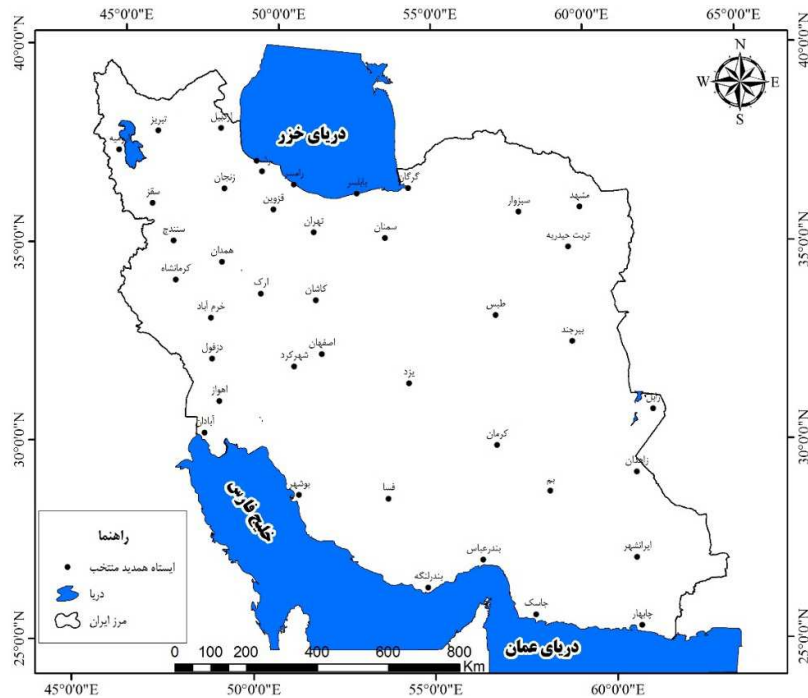 45°0'0"E 50°0'0"E 55°0'0"E 60°0'0"E 65°0'0"E
40°0'0"N
40°0'0"N
N
W E
S
دریای خزر
تبریز
زنجان
رامسر
بابلسر
گرگان
سقز
قزوین
سبزوار
مشهد
تهران
سمنان
35°0'0"N
35°0'0"N
سنندج
تربت حیدریه
همدان
کرمانشاه
ارک
کاشان
خرم آباد
طبس
بیرجند
دزفول
شهرکرد
اصفهان
یزد
اهواز
زابل
آبادان
کرمان
30°0'0"N
30°0'0"N
زاهدان
بوشهر
فسا
بم
خلیج فارس
بندرعباس
ایرانشهر
بندرلنگه
جاسک
چابهار
دریای عمان
راهنما
ایستاه همدید منتخب
دریا
مرز ایران
25°0'0"N
25°0'0"N
0 100 200 400 600 800
Km
45°0'0"E 50°0'0"E 55°0'0"E 60°0'0"E